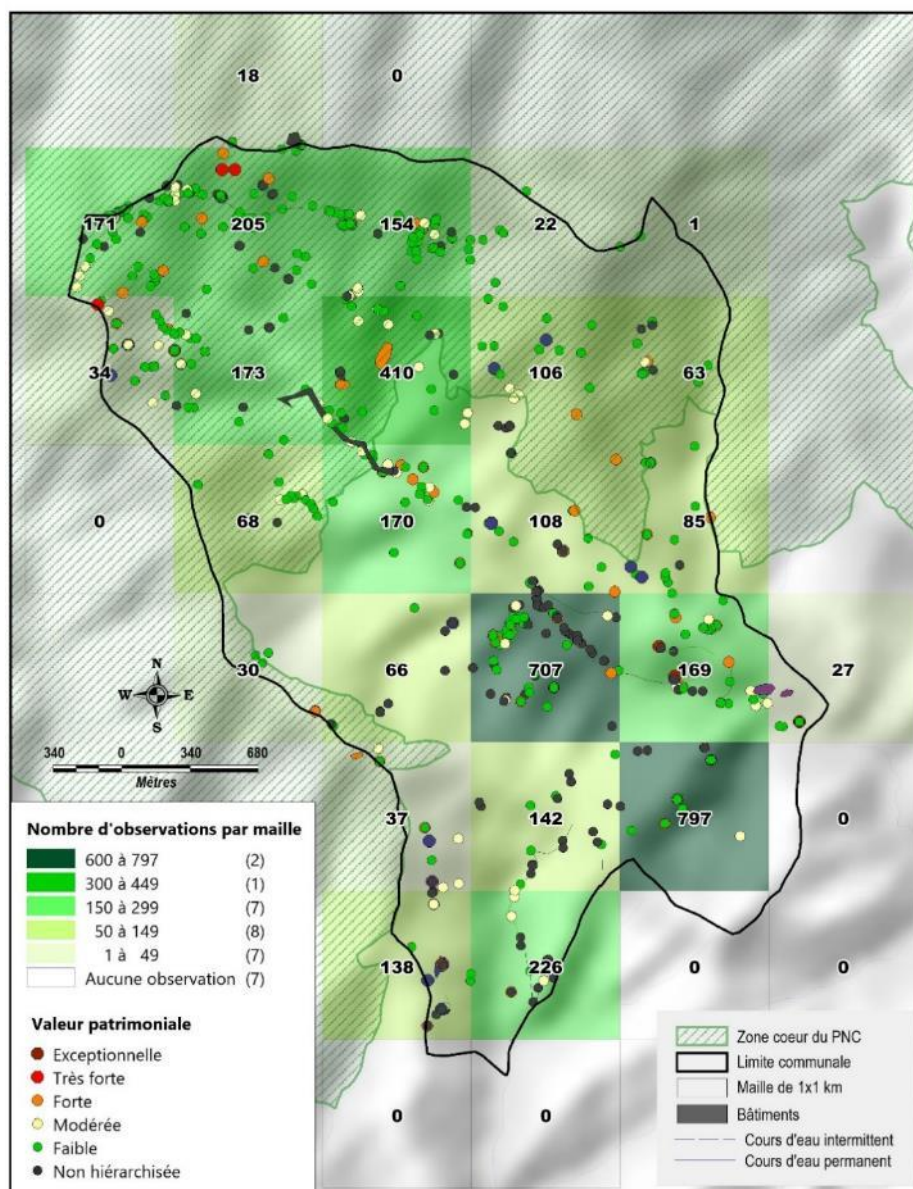 18 0
171 205 154 22 1
34 173 410 106 63
0 68 170 108 85
30 66 707 169 27
37 142 797 0
138 226 0 0
0 0
N
W E
S
340 0 340 680
Mètres
Nombre d'observations par maille
600 à 797 (2)
300 à 449 (1)
150 à 299 (7)
50 à 149 (8)
1 à 49 (7)
Aucune observation (7)
Valeur patrimoniale
Exceptionnelle
Très forte
Forte
Modérée
Faible
Non hiérarchisée
Zone coeur du PNC
Limite communale
Maille de 1x1 km
Bâtiments
Cours d'eau intermittent
Cours d'eau permanent